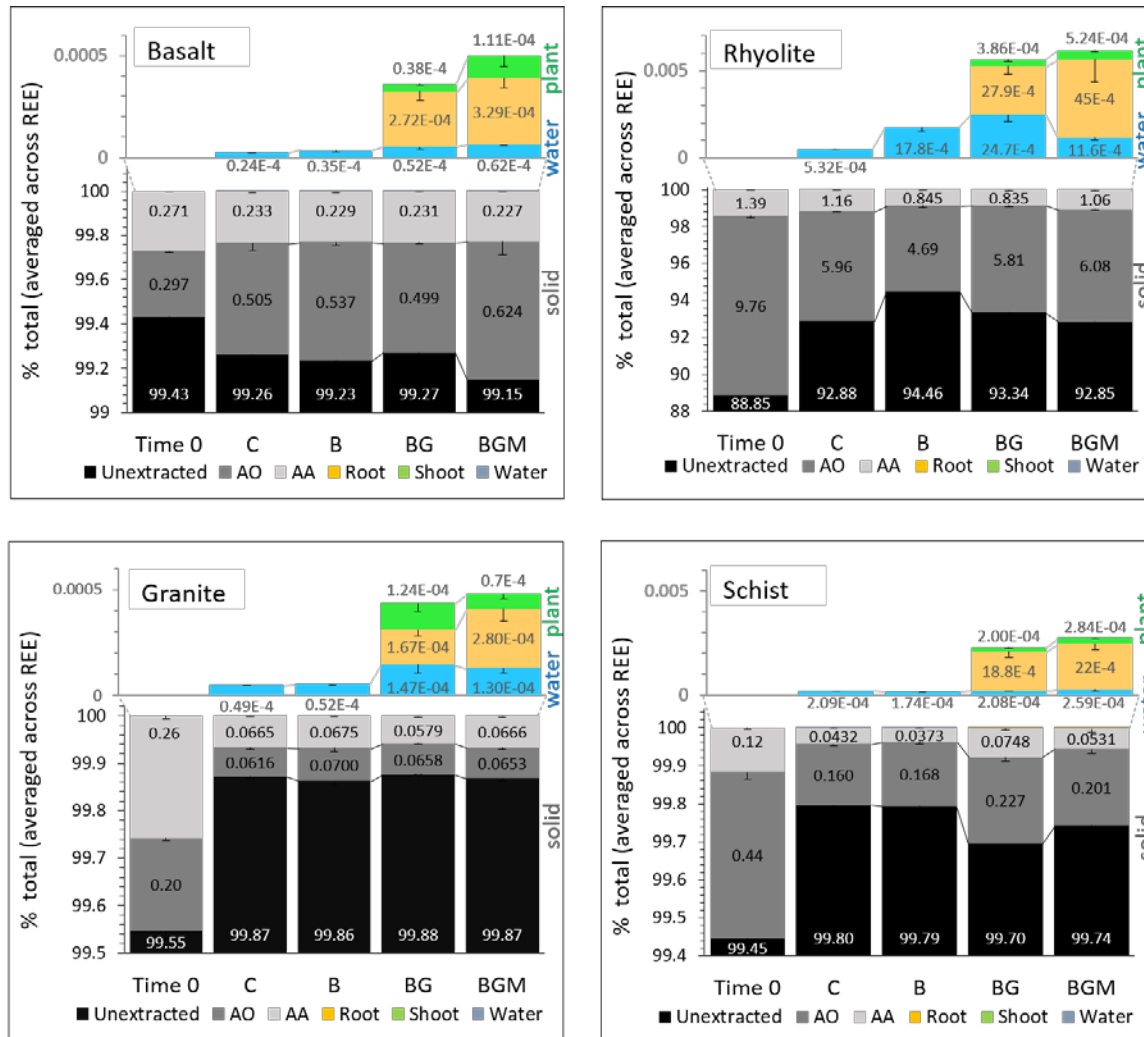 Basalt
% total (averaged across REE)
0.0005
0
100
99.8
99.6
99.4
99.2
99
0.38E-4
1.11E-04
2.72E-04
3.29E-04
0.24E-4
0.35E-4
0.52E-4
0.62E-4
0.271
0.233
0.229
0.231
0.227
0.297
0.505
0.537
0.499
0.624
99.43
99.26
99.23
99.27
99.15
plant
water
solid
Time 0 C B BG BGM
Unextracted AO AA Root Shoot Water
Rhyolite
% total (averaged across REE)
0.005
0
100
98
96
94
92
90
88
3.86E-04
5.24E-04
27.9E-4
45E-4
5.32E-04
17.8E-4
24.7E-4
11.6E-4
1.39
1.16
0.845
0.835
1.06
9.76
5.96
4.69
5.81
6.08
88.85
92.88
94.46
93.34
92.85
plant
water
solid
Time 0 C B BG BGM
Unextracted AO AA Root Shoot Water
Granite
% total (averaged across REE)
0.0005
0
100
99.9
99.8
99.7
99.6
99.5
1.24E-04
0.7E-4
1.67E-04
2.80E-04
0.49E-4
0.52E-4
1.47E-04
1.30E-04
0.26
0.0665
0.0675
0.0579
0.0666
0.20
0.0616
0.0700
0.0658
0.0653
99.55
99.87
99.86
99.88
99.87
plant
water
solid
Time 0 C B BG BGM
Unextracted AO AA Root Shoot Water
Schist
% total (averaged across REE)
0.005
0
100
99.9
99.8
99.7
99.6
99.5
99.4
2.00E-04
2.84E-04
18.8E-4
22E-4
2.09E-04
1.74E-04
2.08E-04
2.59E-04
0.12
0.0432
0.0373
0.0748
0.0531
0.44
0.160
0.168
0.227
0.201
99.45
99.80
99.79
99.70
99.74
plant
solid
Time 0 C B BG BGM
Unextracted AO AA Root Shoot Water